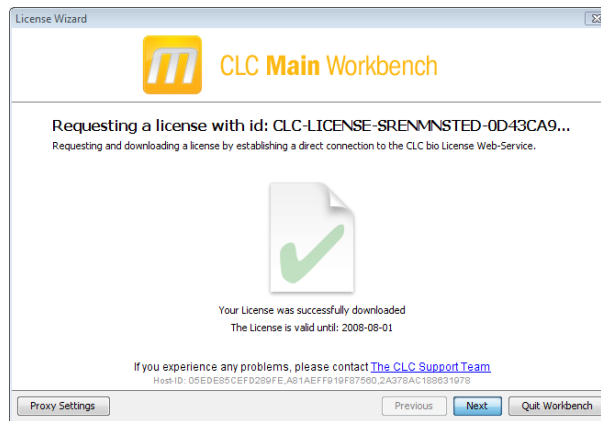 License Wizard
CLC Main Workbench
Requesting a license with id: CLC-LICENSE-SRENMNSTED-0D43CA9...
Requesting and downloading a license by establishing a direct connection to the CLC bio License Web-Service.
Your License was successfully downloaded
The License is valid until: 2008-08-01
If you experience any problems, please contact The CLC Support Team
Host-ID: 05EDE85CEFD289FE,A81AEFF919F87560,2A378AC188631978
Proxy Settings Previous Next Quit Workbench